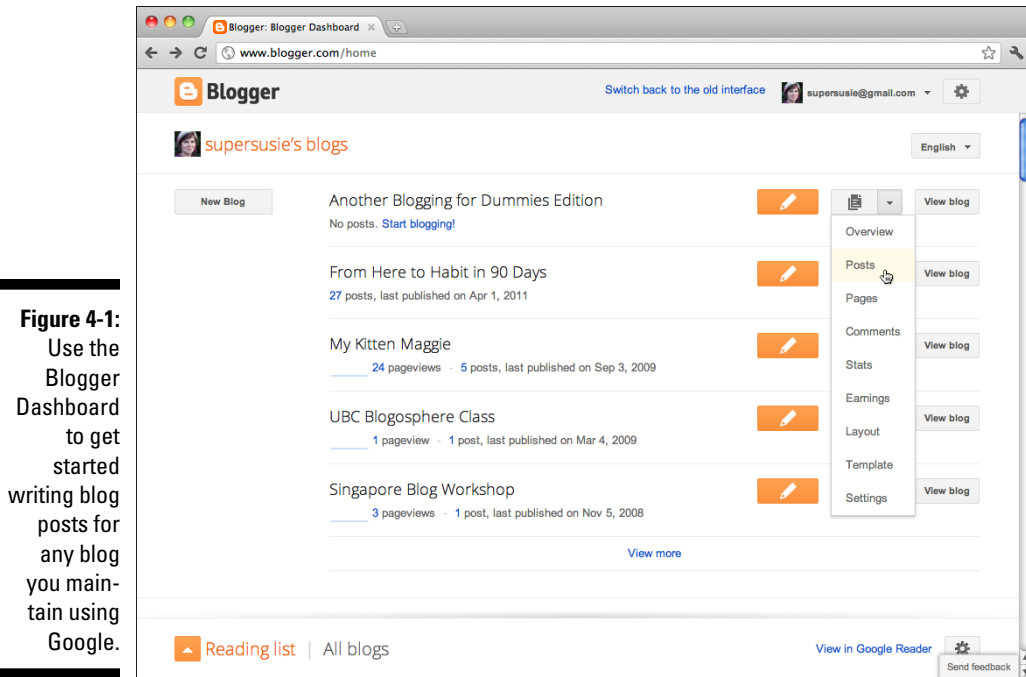 Blogger: Blogger Dashboard
www.blogger.com/home
Blogger
Switch back to the old interface
supersusie@gmail.com
supersusie's blogs
English
New Blog
Another Blogging for Dummies Edition
No posts. Start blogging!
View blog
Overview
Posts
Pages
Comments
Stats
Earnings
Layout
Template
Settings
From Here to Habit in 90 Days
27 posts, last published on Apr 1, 2011
View blog
My Kitten Maggie
24 pageviews - 5 posts, last published on Sep 3, 2009
View blog
UBC Blogosphere Class
1 pageview - 1 post, last published on Mar 4, 2009
View blog
Singapore Blog Workshop
3 pageviews - 1 post, last published on Nov 5, 2008
View blog
View more
Reading list | All blogs
View in Google Reader
Send feedback
Figure 4-1:
Use the
Blogger
Dashboard
to get
started
writing blog
posts for
any blog
you main-
tain using
Google.